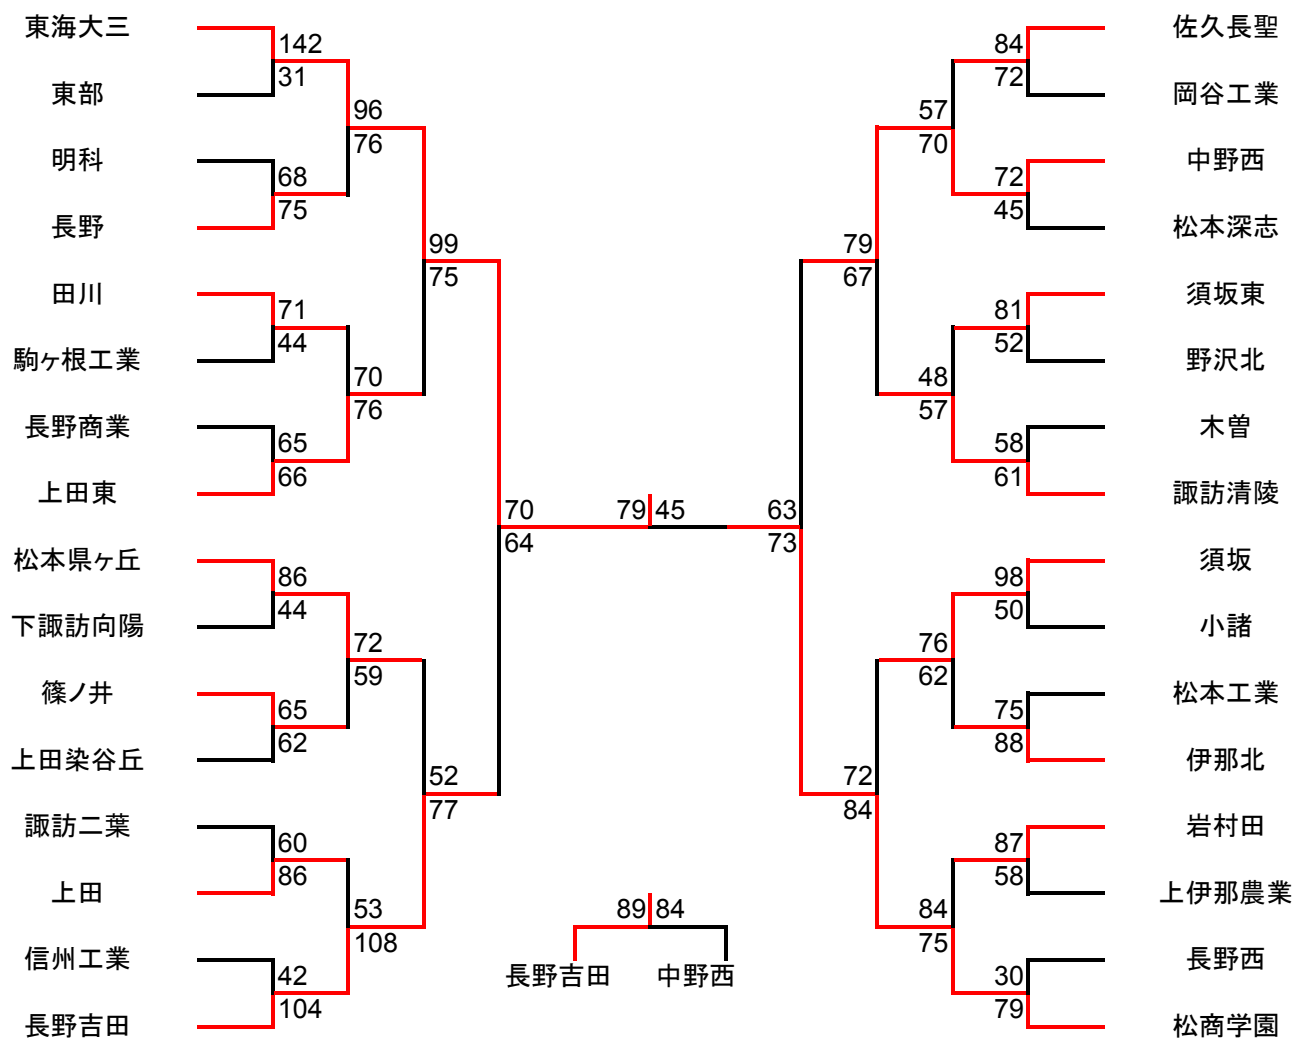 東海大三
佐久長聖
142
84
31
72
東部
岡谷工業
96
57
76
70
明科
中野西
68
72
75
45
長野
松本深志
99
79
75
67
田川
須坂東
71
81
44
52
駒ヶ根工業
野沢北
70
48
76
57
長野商業
木曽
65
58
66
61
上田東
諏訪清陵
70
79 45
63
64
73
松本県ヶ丘
須坂
86
98
44
50
下諏訪向陽
小諸
72
76
59
62
篠ノ井
松本工業
65
75
62
88
上田染谷丘
伊那北
52
72
77
84
諏訪二葉
岩村田
60
87
86
58
上田
上伊那農業
53
89 84
84
108
75
信州工業
長野吉田
中野西
長野西
42
30
104
79
長野吉田
松商学園